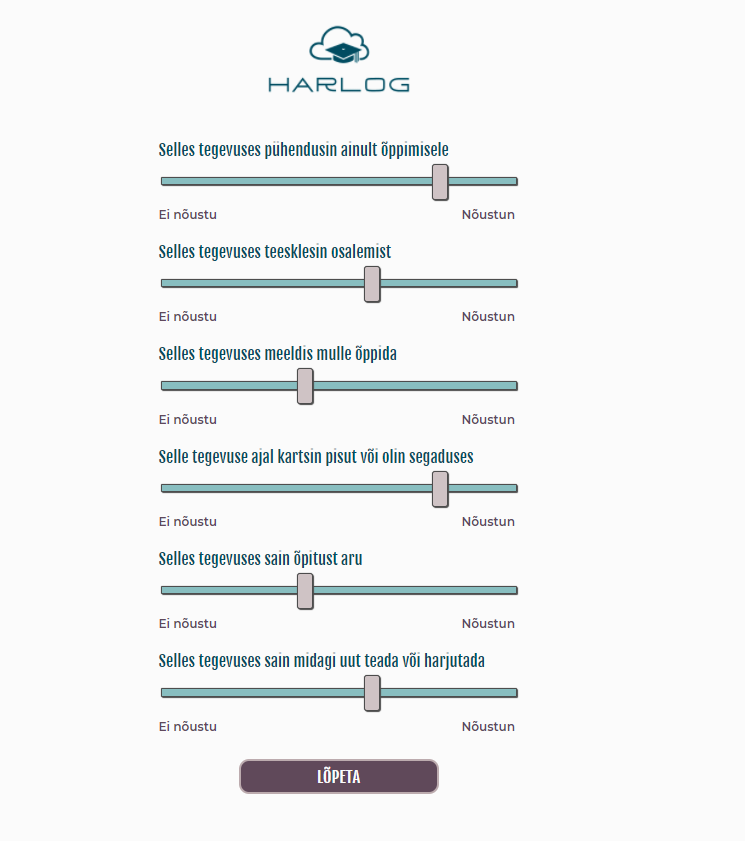 HARLOG
Selles tegevuses pühendusin ainult õppimisele
Ei nõustu Nõustun
Selles tegevuses teesklesin osalemist
Ei nõustu Nõustun
Selles tegevuses meeldis mulle õppida
Ei nõustu Nõustun
Selle tegevuse ajal kartsin pisut või olin segaduses
Ei nõustu Nõustun
Selles tegevuses sain õpitust aru
Ei nõustu Nõustun
Selles tegevuses sain midagi uut teada või harjutada
Ei nõustu Nõustun
LÕPETA